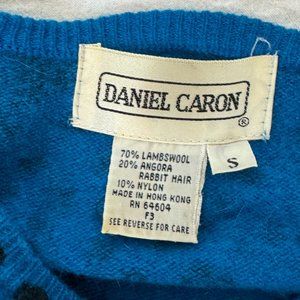 DANIEL CARON
®
70% LAMBSWOOL
20% ANGORA
RABBIT HAIR
10% NYLON
MADE IN HONG KONG
RN 64604
F3
SEE REVERSE FOR CARE
S